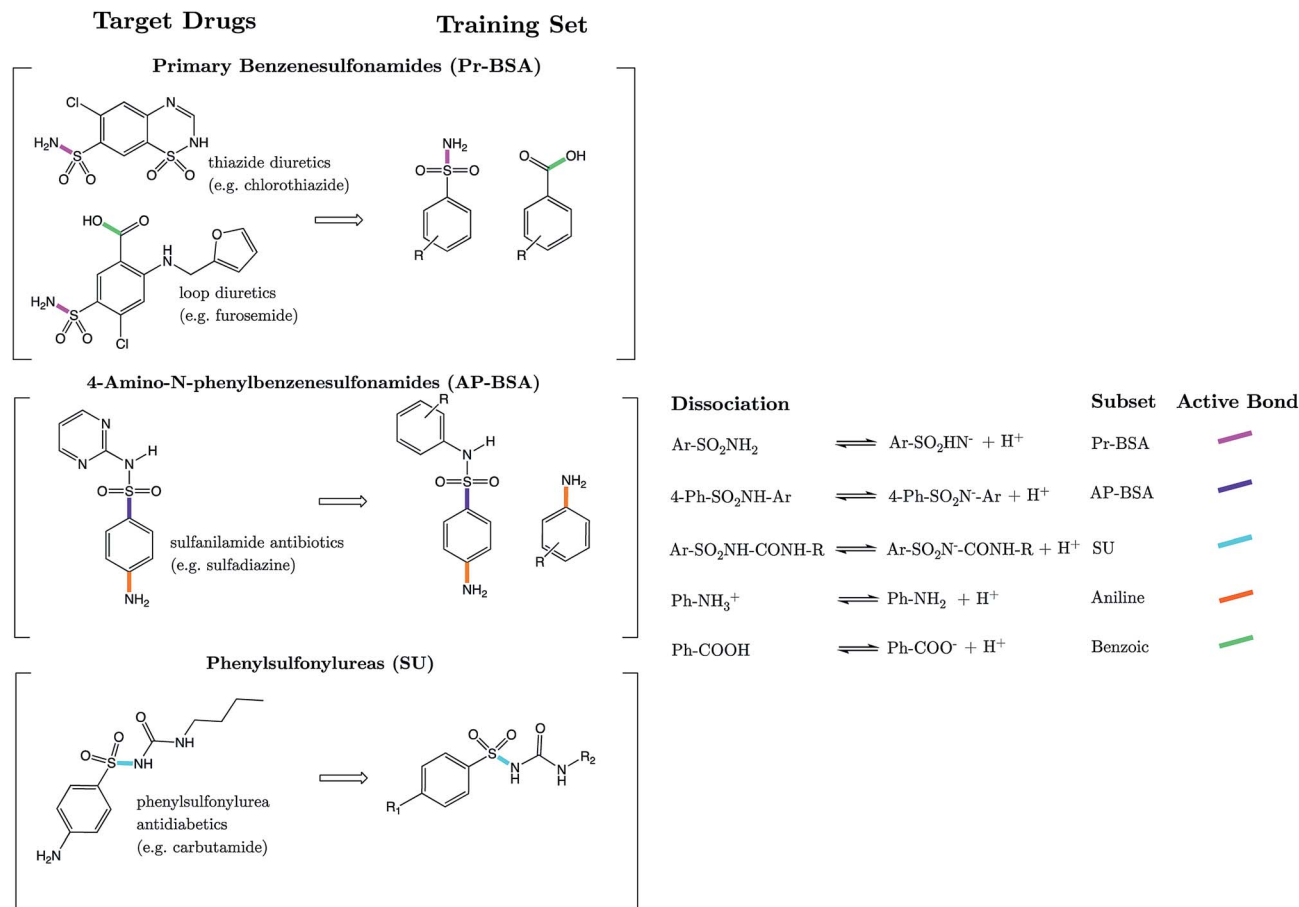 Target Drugs
Training Set
Primary Benzenesulfonamides (Pr-BSA)
Cl
N
NH
H₂N
S
S
O O
O O
thiazide diuretics
(e.g. chlorothiazide)
NH₂
O S O
R
O OH
R
HO O
H
N
O
H₂N
S
O O
Cl
loop diuretics
(e.g. furosemide)
4-Amino-N-phenylbenzenesulfonamides (AP-BSA)
N
N
N H
O S O
NH₂
sulfanilamide antibiotics
(e.g. sulfadiazine)
R
N H
O S O
NH₂
NH₂
R
Phenylsulfonylureas (SU)
O
O O
S NH
NH
H₂N
phenylsulfonylurea
antidiabetics
(e.g. carbutamide)
O O
S
N
H
O
N
H
R₂
R₁
Dissociation Subset Active Bond
Ar-SO₂NH₂ ⇌ Ar-SO₂HN⁻ + H⁺ Pr-BSA
4-Ph-SO₂NH-Ar ⇌ 4-Ph-SO₂N⁻-Ar + H⁺ AP-BSA
Ar-SO₂NH-CONH-R ⇌ Ar-SO₂N⁻-CONH-R + H⁺ SU
Ph-NH₃⁺ ⇌ Ph-NH₂ + H⁺ Aniline
Ph-COOH ⇌ Ph-COO⁻ + H⁺ Benzoic